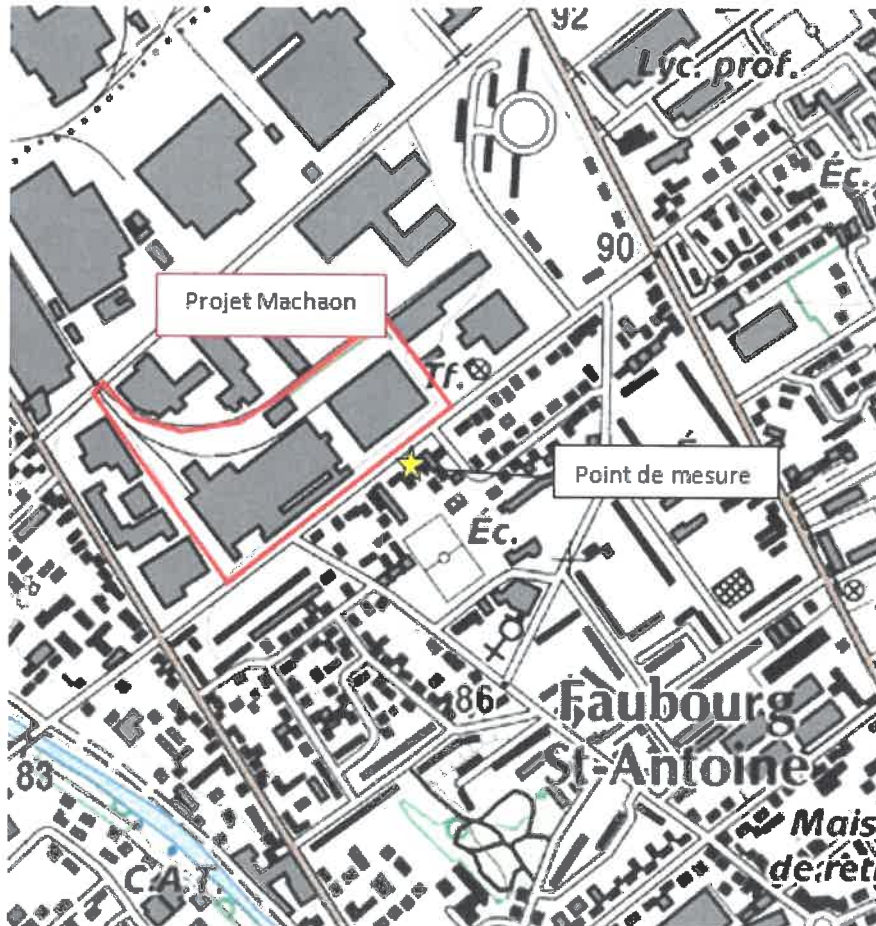 92
Lyc. prof.
Éc.
90
Projet Machaon
Tf.
Point de mesure
É
Éc.
86
Faubourg
St-Antoine
83
Mais
de retr
C.A.T.